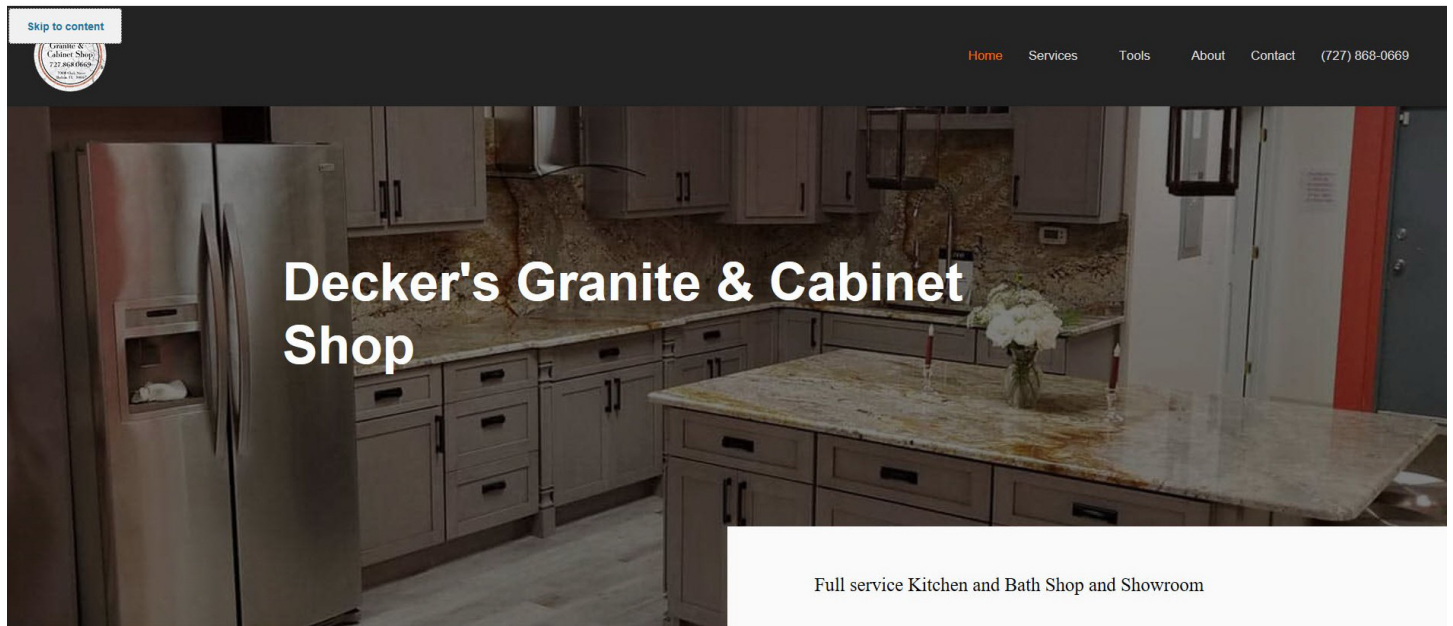 Skip to content
Granite &
Cabinet Shop
727.868.0669
Home Services Tools About Contact (727) 868-0669
Decker's Granite & Cabinet
Shop
Full service Kitchen and Bath Shop and Showroom